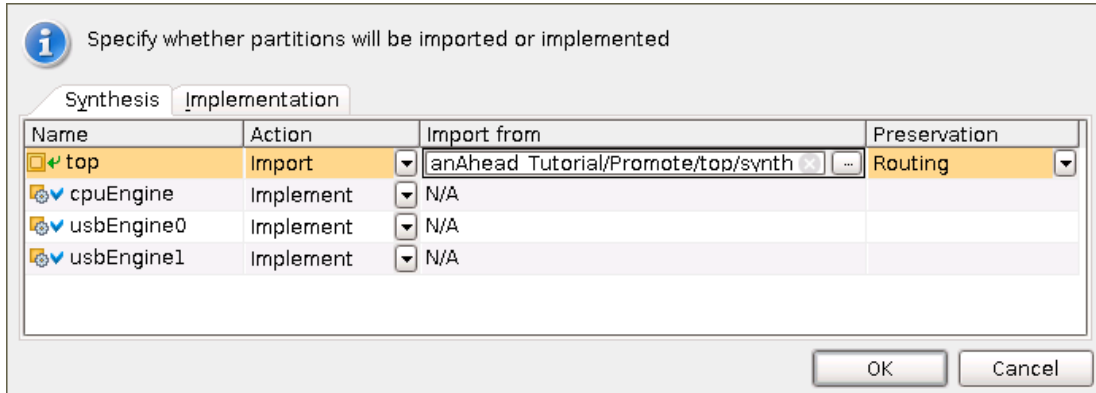 Specify whether partitions will be imported or implemented
Synthesis Implementation
Name Action Import from Preservation
top Import anAhead_Tutorial/Promote/top/synth ... Routing
cpuEngine Implement N/A
usbEngine0 Implement N/A
usbEngine1 Implement N/A
OK Cancel